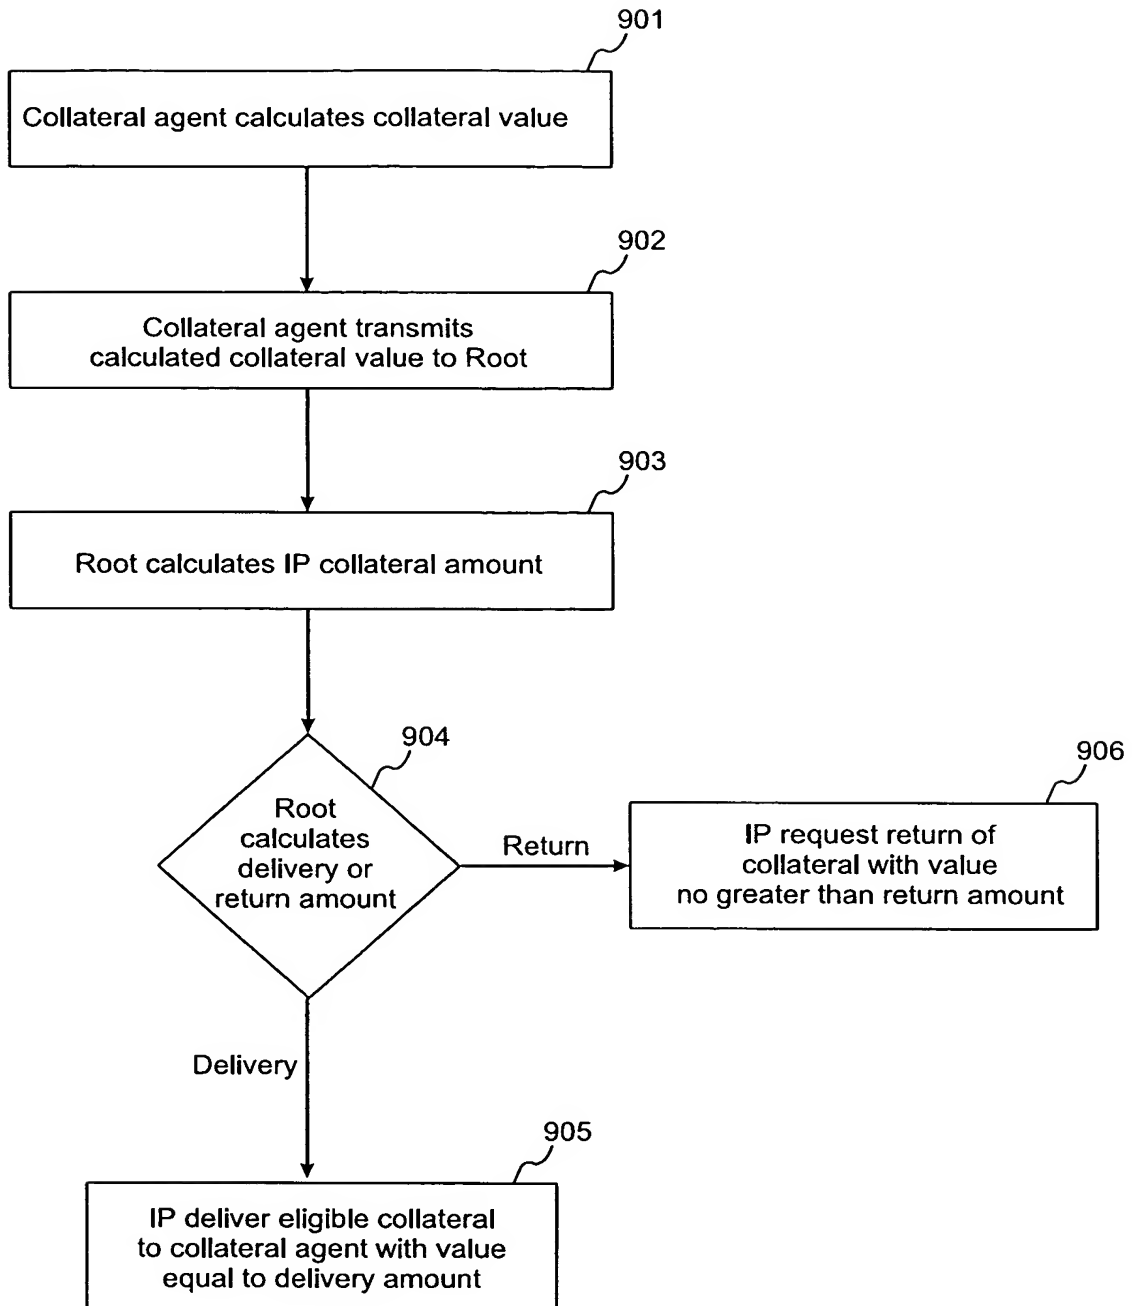 901
Collateral agent calculates collateral value
902
Collateral agent transmits
calculated collateral value to Root
903
Root calculates IP collateral amount
904
Root
calculates
delivery or
return amount
Return
906
IP request return of
collateral with value
no greater than return amount
Delivery
905
IP deliver eligible collateral
to collateral agent with value
equal to delivery amount